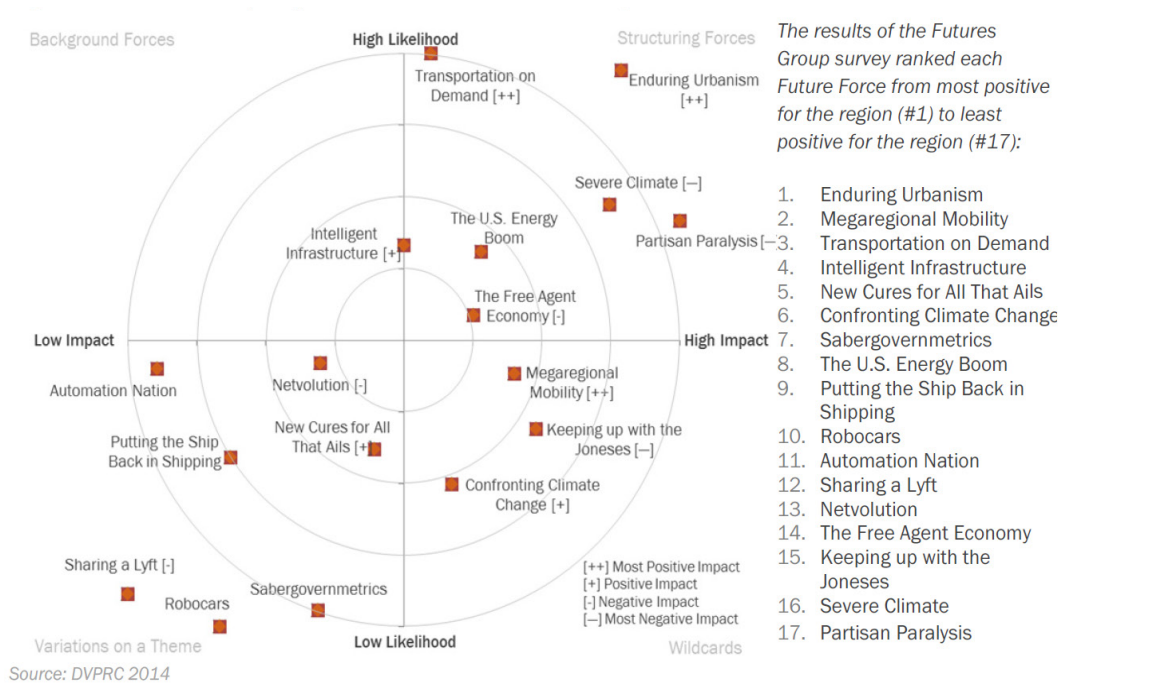 Background Forces
High Likelihood
Structuring Forces
Transportation on
Demand [++]
Enduring Urbanism
[++]
Severe Climate [—]
Partisan Paralysis [—
Intelligent
Infrastructure [+]
The U.S. Energy
Boom
The Free Agent
Economy [-]
Low Impact
High Impact
Automation Nation
Netvolution [-]
Megaregional
Mobility [++]
New Cures for All
That Ails [+]
Keeping up with the
Joneses [—]
Putting the Ship
Back in Shipping
Confronting Climate
Change [+]
Sharing a Lyft [-]
Robocars
Sabergovernmetrics
[++] Most Positive Impact
[+] Positive Impact
[-] Negative Impact
[—] Most Negative Impact
Variations on a Theme
Low Likelihood
Wildcards
Source: DVPRC 2014
The results of the Futures
Group survey ranked each
Future Force from most positive
for the region (#1) to least
positive for the region (#17):
1. Enduring Urbanism
2. Megaregional Mobility
3. Transportation on Demand
4. Intelligent Infrastructure
5. New Cures for All That Ails
6. Confronting Climate Change
7. Sabergovernmetrics
8. The U.S. Energy Boom
9. Putting the Ship Back in
Shipping
10. Robocars
11. Automation Nation
12. Sharing a Lyft
13. Netvolution
14. The Free Agent Economy
15. Keeping up with the
Joneses
16. Severe Climate
17. Partisan Paralysis